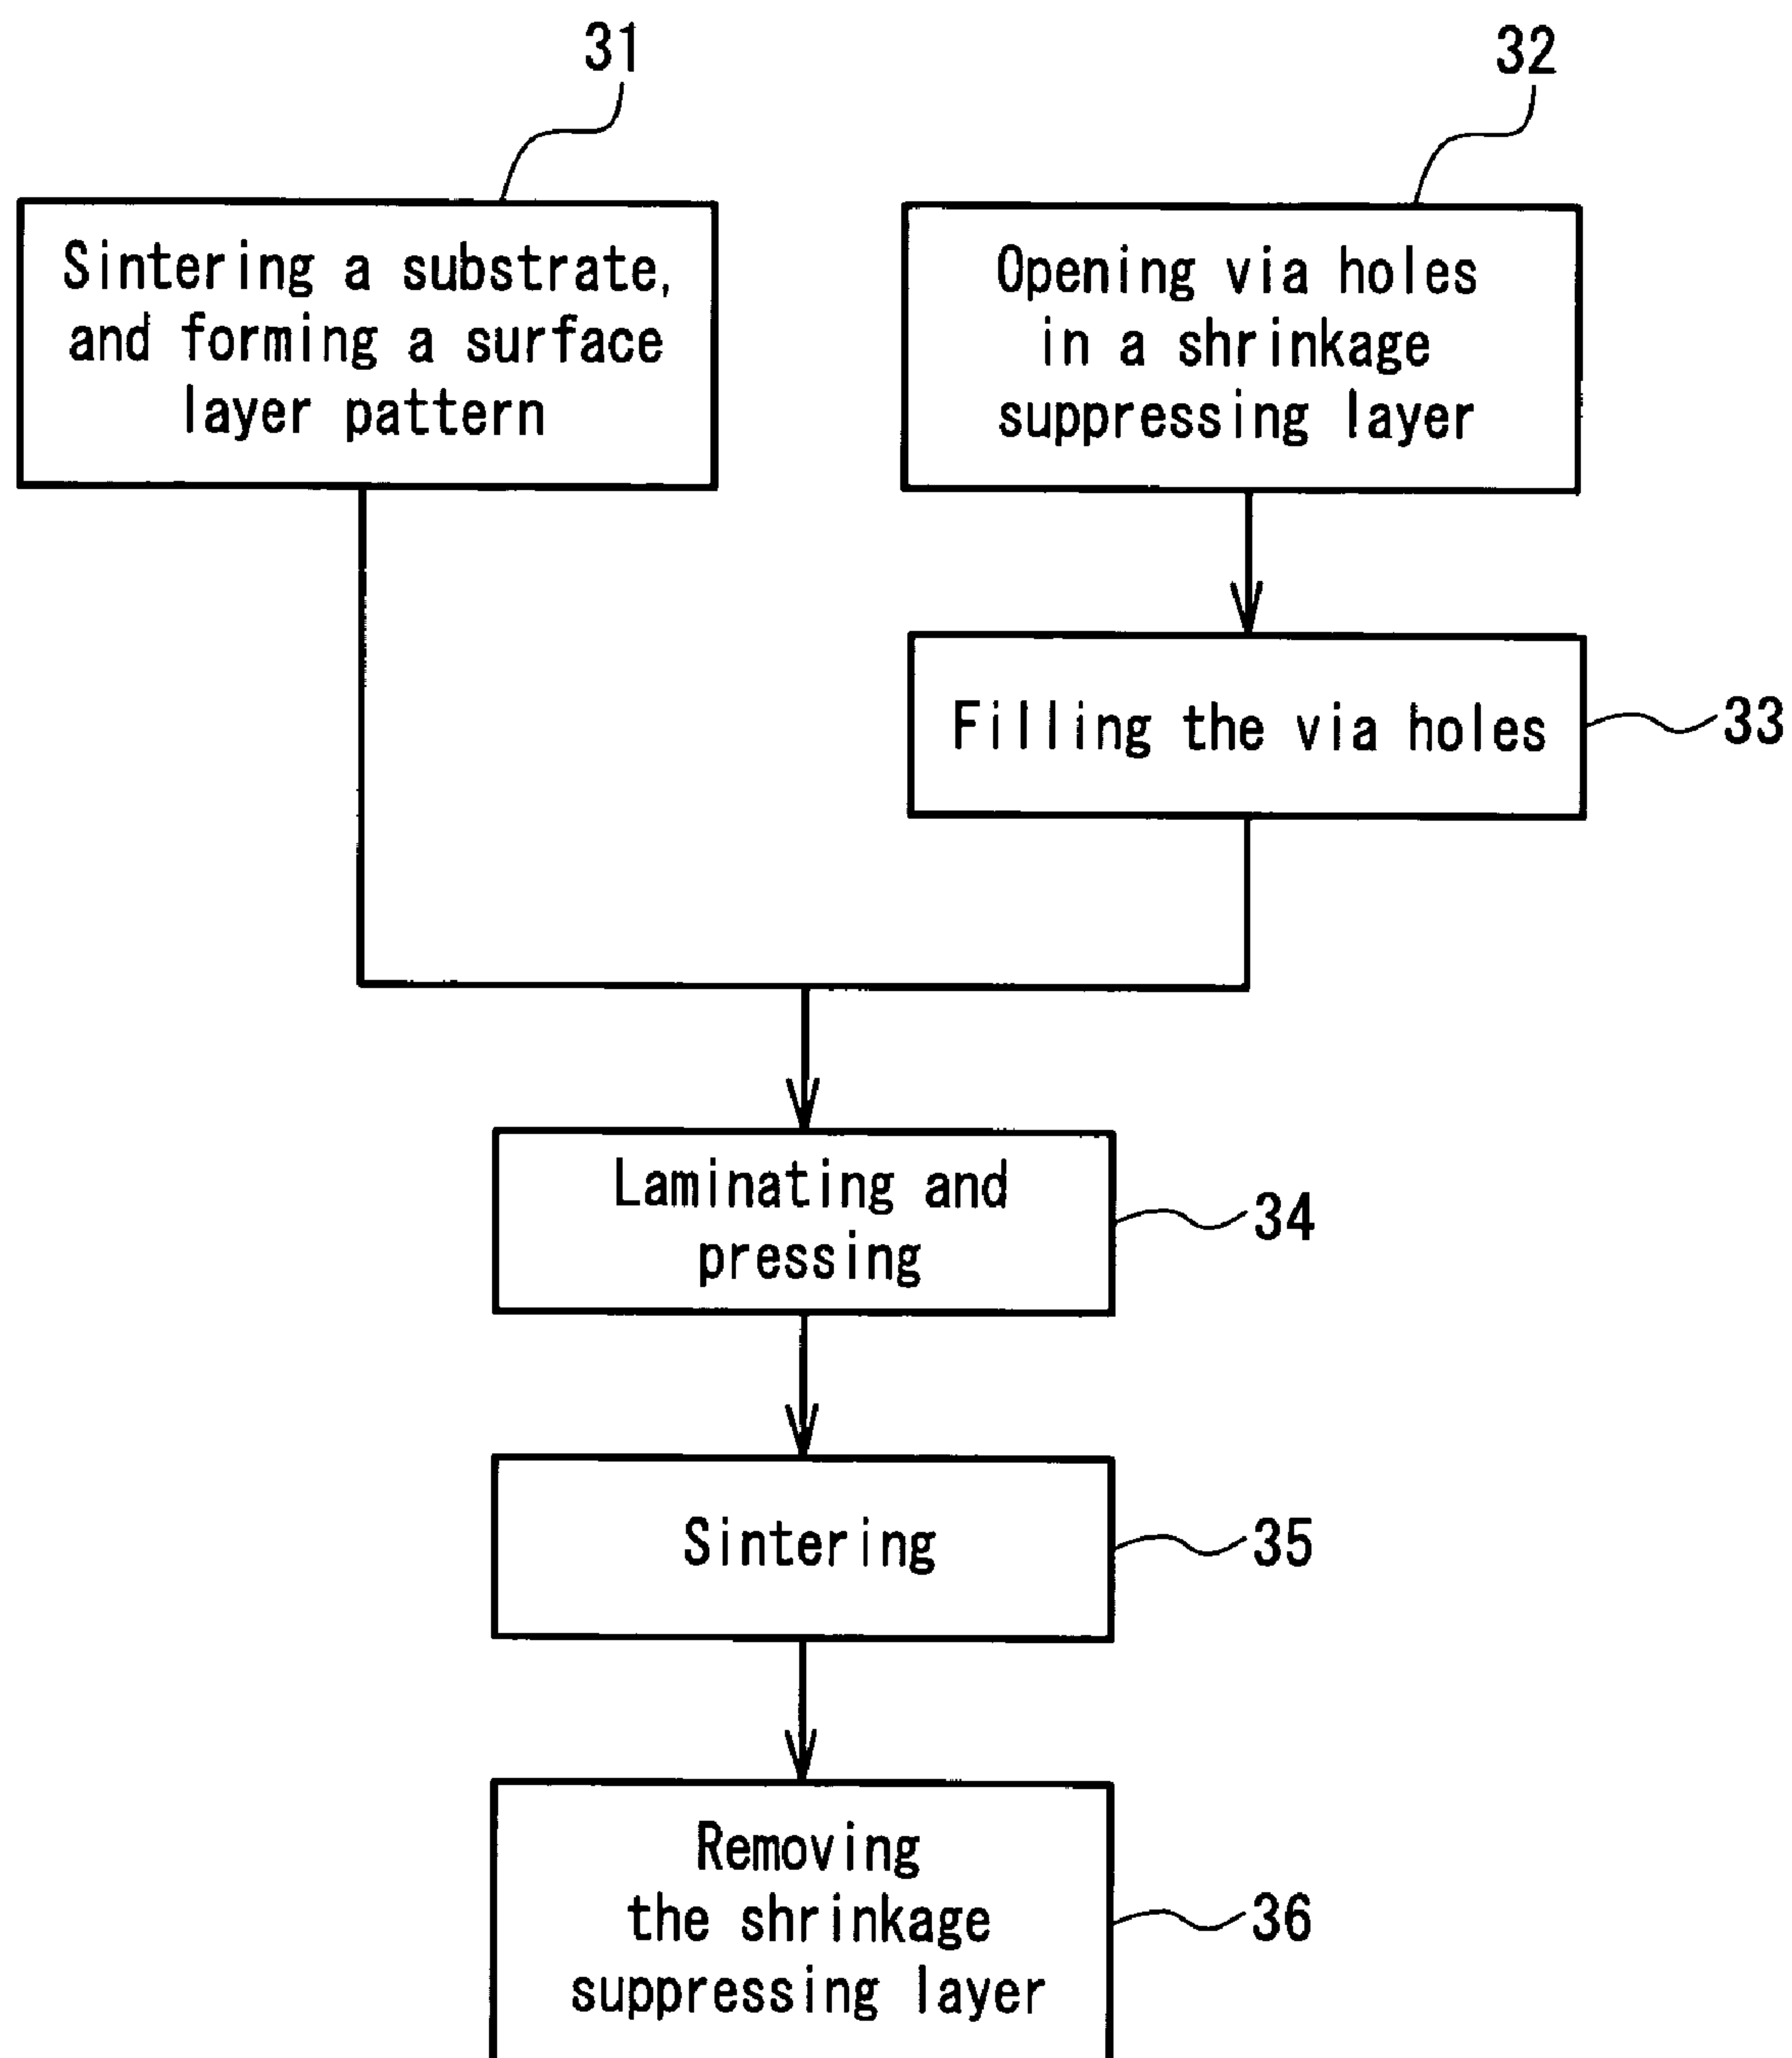 31
Sintering a substrate,
and forming a surface
layer pattern
32
Opening via holes
in a shrinkage
suppressing layer
Filling the via holes
33
Laminating and
pressing
34
Sintering
35
Removing
the shrinkage
suppressing layer
36